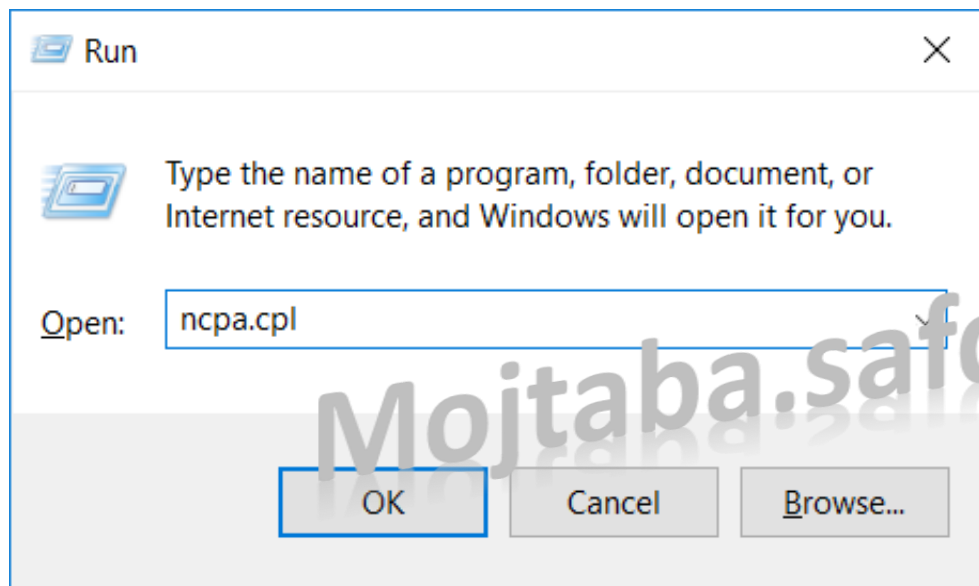 Run
Type the name of a program, folder, document, or
Internet resource, and Windows will open it for you.
Open:
ncpa.cpl
OK
Cancel
Browse...